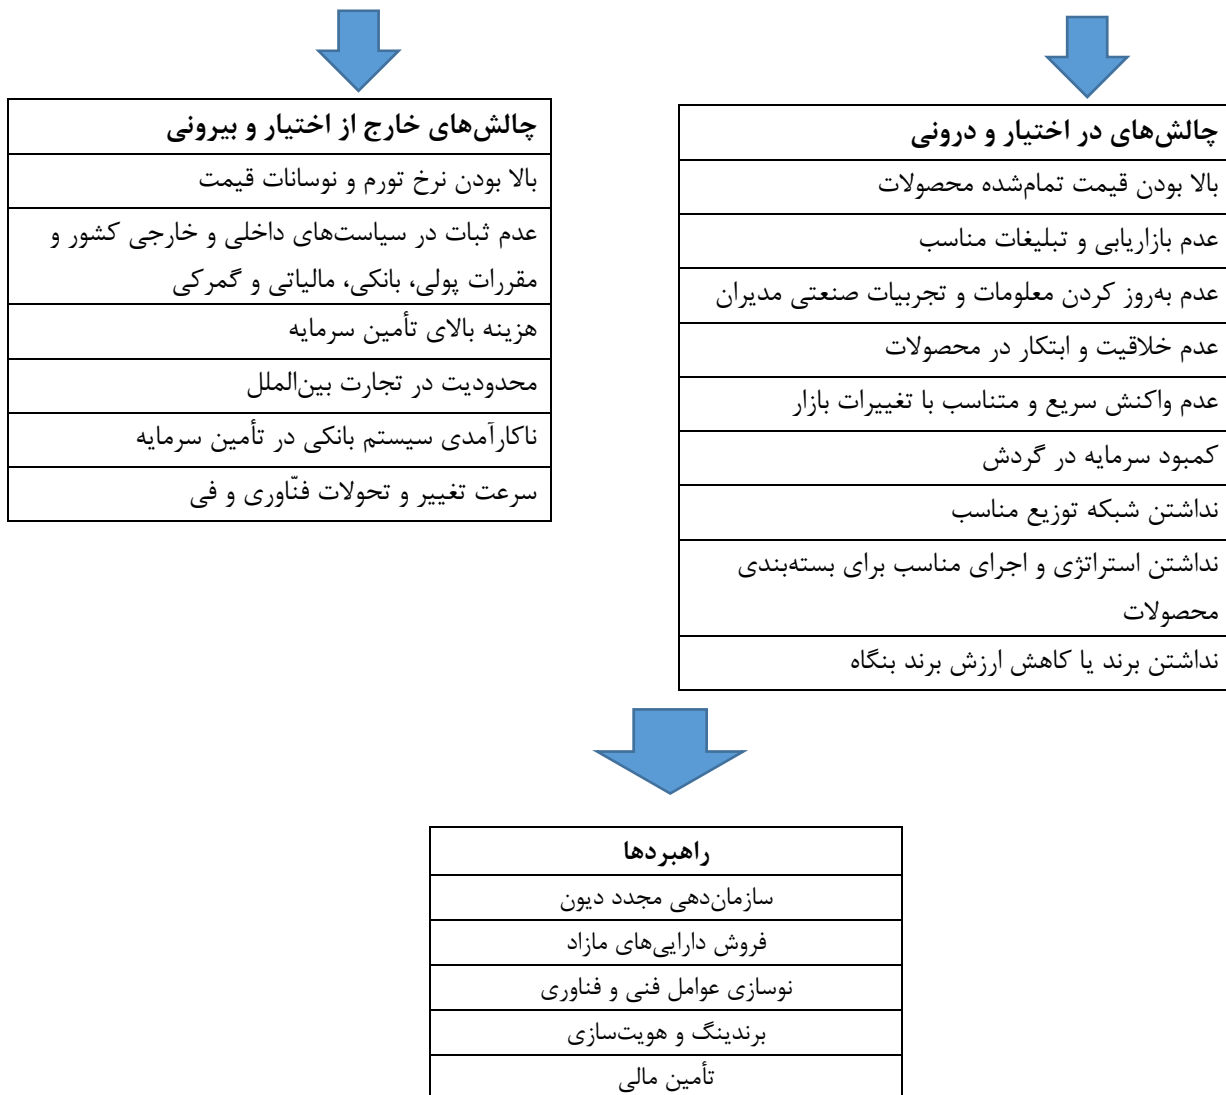 چالش‌های در اختیار و درونی
بالا بودن قیمت تمام‌شده محصولات
عدم بازاریابی و تبلیغات مناسب
عدم به‌روز کردن معلومات و تجربیات صنعتی مدیران
عدم خلاقیت و ابتکار در محصولات
عدم واکنش سریع و متناسب با تغییرات بازار
کمبود سرمایه در گردش
نداشتن شبکه توزیع مناسب
نداشتن استراتژی و اجرای مناسب برای بسته‌بندی
محصولات
نداشتن برند یا کاهش ارزش برند بنگاه
چالش‌های خارج از اختیار و بیرونی
بالا بودن نرخ تورم و نوسانات قیمت
عدم ثبات در سیاست‌های داخلی و خارجی کشور و
مقررات پولی، بانکی، مالیاتی و گمرکی
هزینه بالای تأمین سرمایه
محدودیت در تجارت بین‌الملل
ناکارآمدی سیستم بانکی در تأمین سرمایه
سرعت تغییر و تحولات فنّاوری و فی
راهبردها
سازمان‌دهی مجدد دیون
فروش دارایی‌های مازاد
نوسازی عوامل فنی و فناوری
برندینگ و هویت‌سازی
تأمین مالی